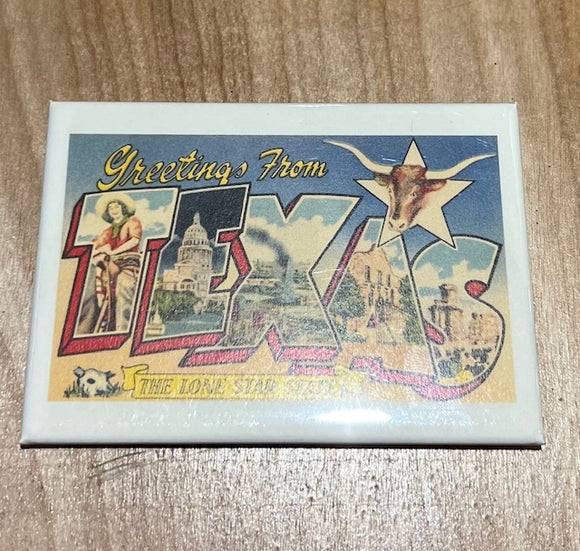 Greetings From
TEXAS
THE LONE STAR STATE